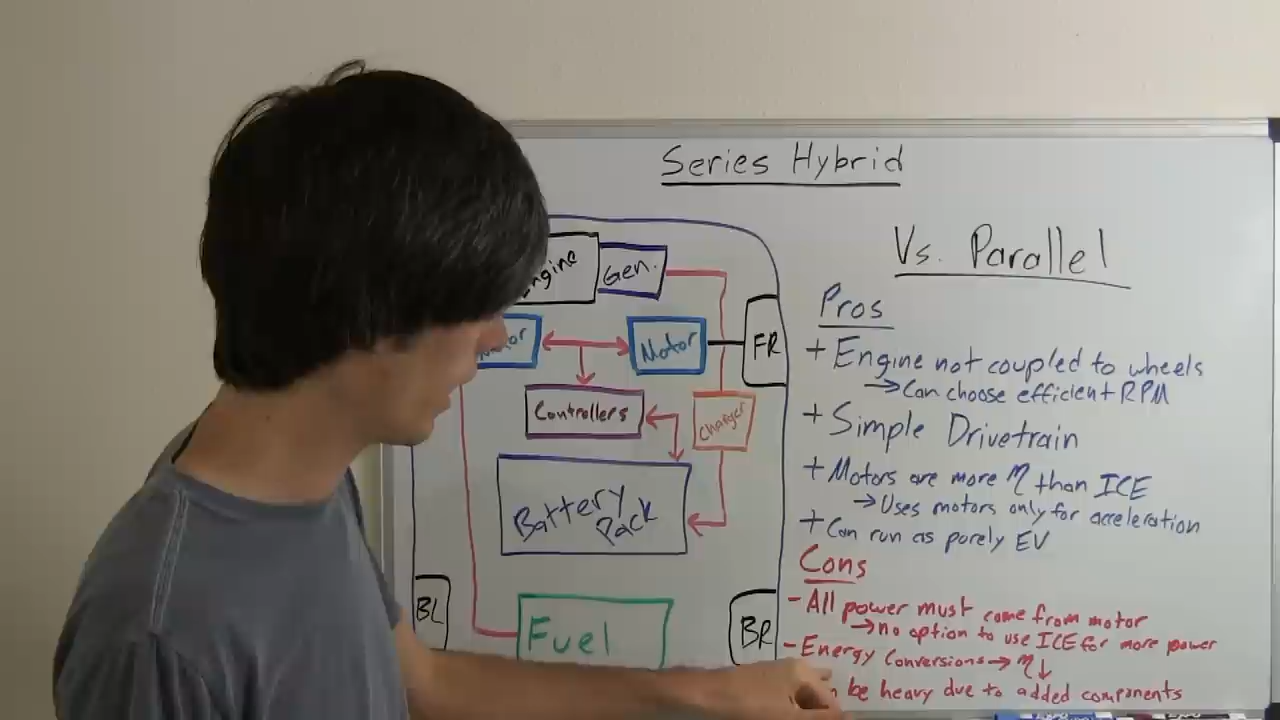 Series Hybrid
Vs. Parallel
Engine
Gen.
Motor
Motor
FR
Controllers
Charger
Battery
Pack
BL
Fuel
BR
Pros
+ Engine not coupled to wheels
→ Can choose efficient RPM
+ Simple Drivetrain
+ Motors are more η than ICE
→ Uses motors only for acceleration
+ Can run as purely EV
Cons
- All power must come from motor
→ No option to use ICE for more power
- Energy Conversions → η↓
be heavy due to added components